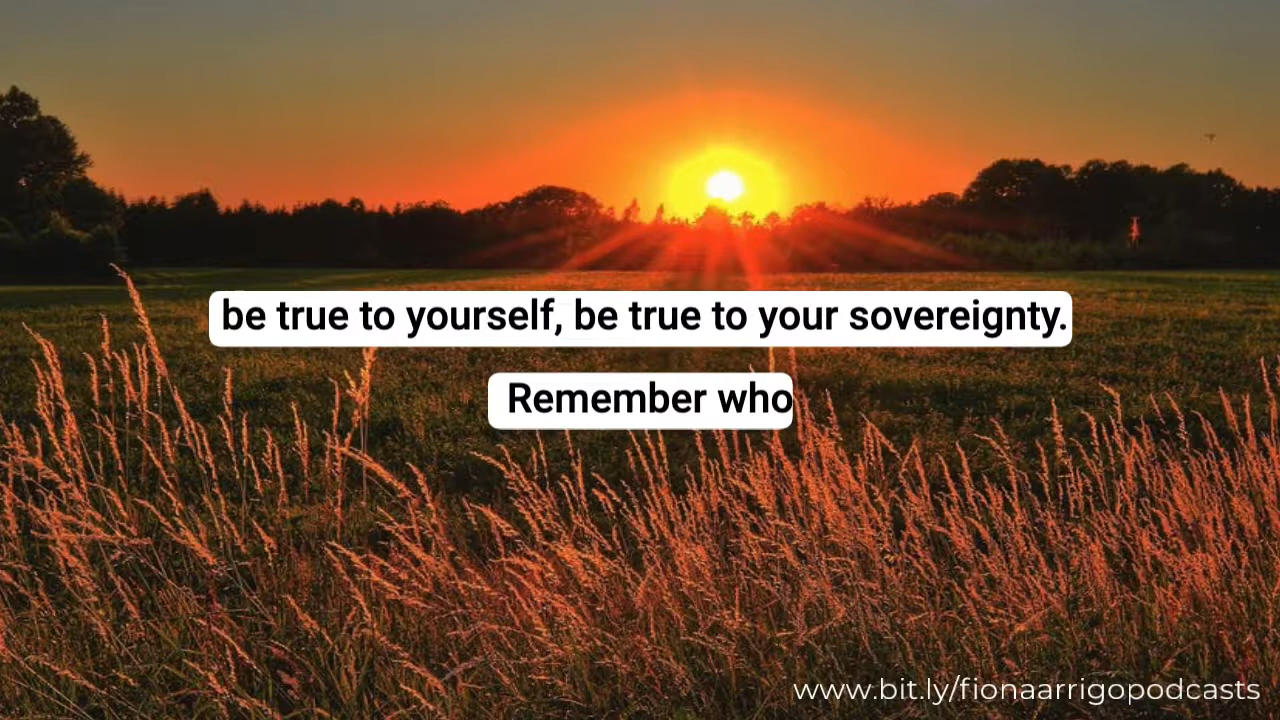 be true to yourself, be true to your sovereignty.
Remember who
www.bit.ly/fionaarrigopodcasts